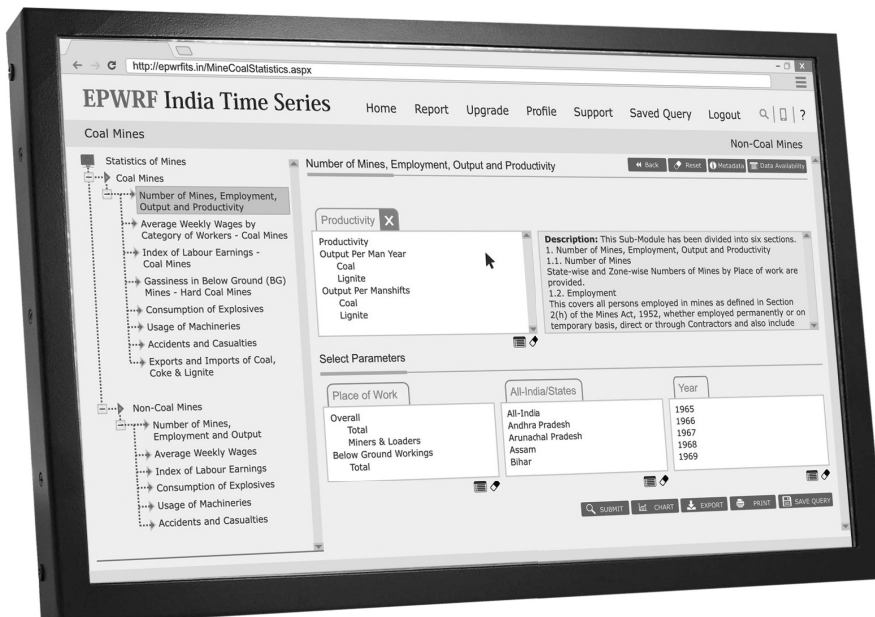 http://epwrfits.in/MineCoalStatistics.aspx
EPWRF India Time Series
Home Report Upgrade Profile Support Saved Query Logout ?
Coal Mines
Non-Coal Mines
Statistics of Mines
Coal Mines
Number of Mines, Employment,
Output and Productivity
Average Weekly Wages by
Category of Workers - Coal Mines
Index of Labour Earnings -
Coal Mines
Gassiness in Below Ground (BG)
Mines - Hard Coal Mines
Consumption of Explosives
Usage of Machineries
Accidents and Casualties
Exports and Imports of Coal,
Coke & Lignite
Non-Coal Mines
Number of Mines,
Employment and Output
Average Weekly Wages
Index of Labour Earnings
Consumption of Explosives
Usage of Machineries
Accidents and Casualties
Number of Mines, Employment, Output and Productivity
Back Reset Metadata Data Availability
Productivity X
Productivity
Output Per Man Year
Coal
Lignite
Output Per Manshifts
Coal
Lignite
Description: This Sub-Module has been divided into six sections.
1. Number of Mines, Employment, Output and Productivity
1.1. Number of Mines
State-wise and Zone-wise Numbers of Mines by Place of work are
provided.
1.2. Employment
This covers all persons employed in mines as defined in Section
2(h) of the Mines Act, 1952, whether employed permanently or on
temporary basis, direct or through Contractors and also include
Select Parameters
Place of Work
Overall
Total
Miners & Loaders
Below Ground Workings
Total
All-India/States
All-India
Andhra Pradesh
Arunachal Pradesh
Assam
Bihar
Year
1965
1966
1967
1968
1969
SUBMIT CHART EXPORT PRINT SAVE QUERY